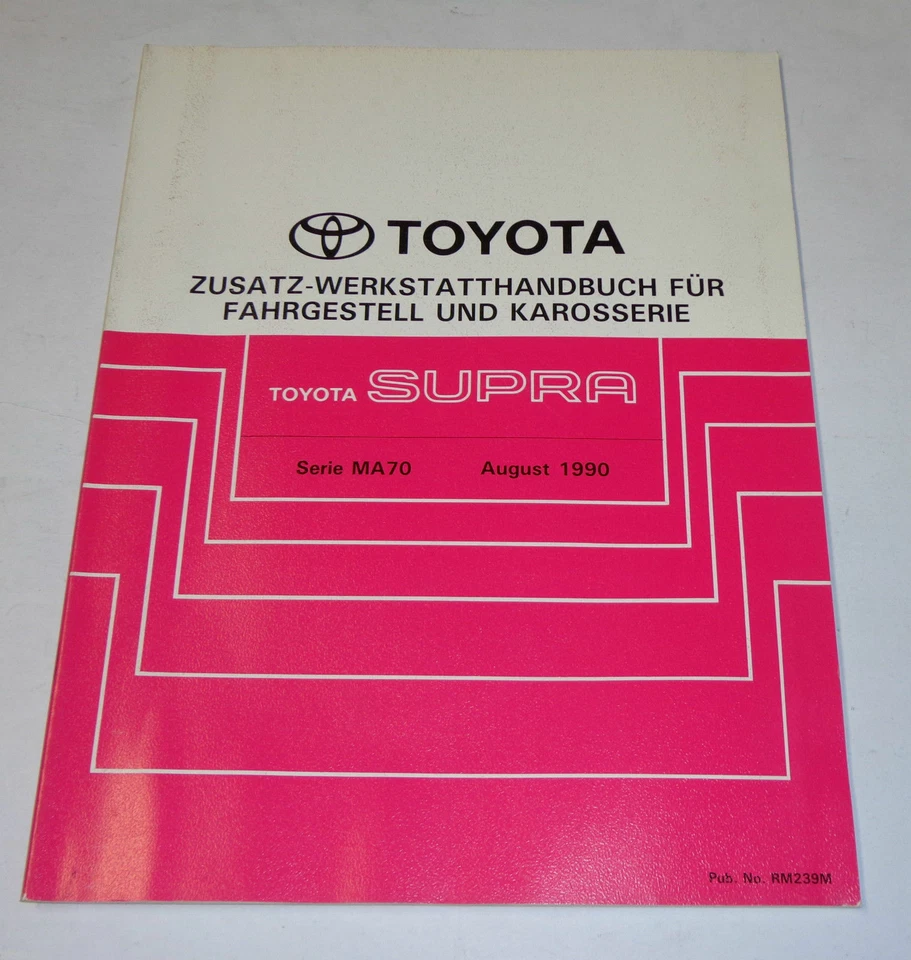 TOYOTA
ZUSATZ-WERKSTATTHANDBUCH FÜR
FAHRGESTELL UND KAROSSERIE
TOYOTA SUPRA
Serie MA70 August 1990
Pub. No. RM239M